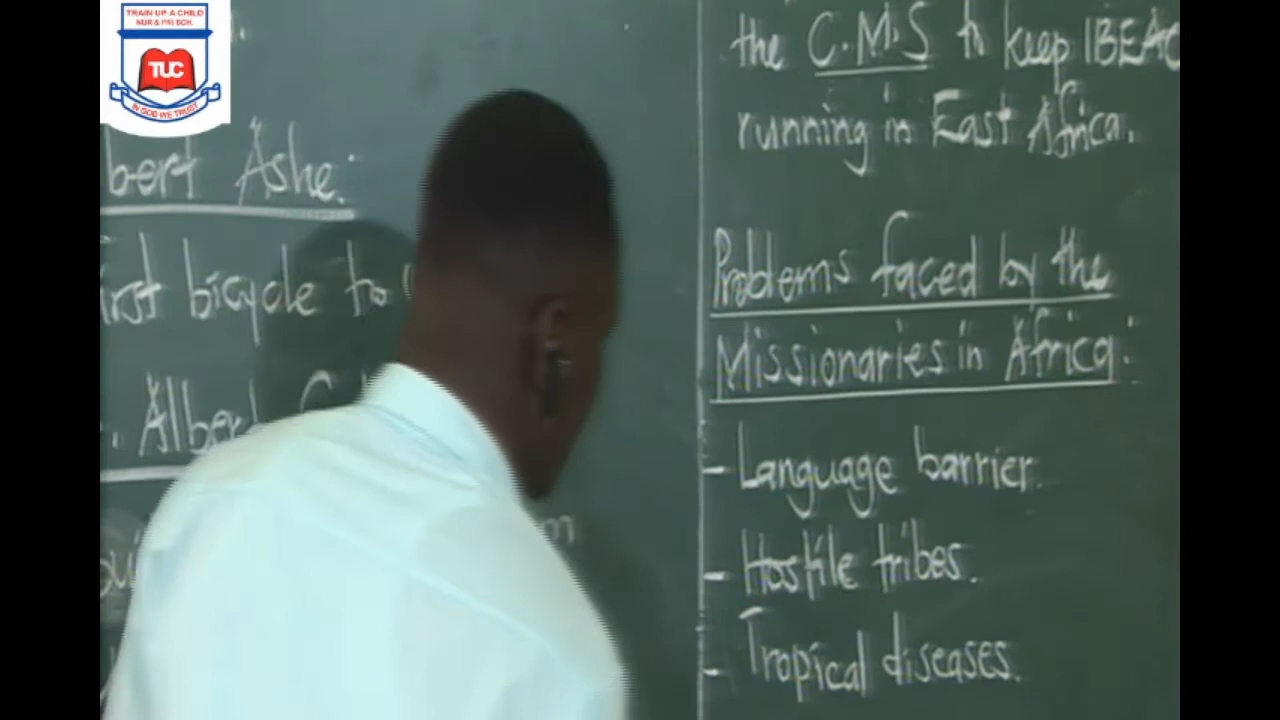 TRAIN UP A CHILD
NUR & PRI SCH.
TUC
IN GOD WE TRUST
bert Ashe:
irst bicycle to
. Albert
the C.M.S to keep IBEAC
running in East Africa.
Problems faced by the
Missionaries in Africa:
- Language barrier.
- Hostile tribes.
- Tropical diseases.